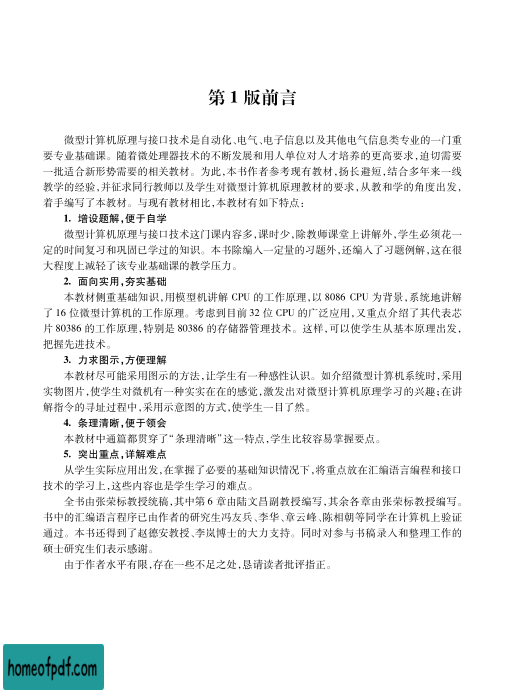 第1版前言
微型计算机原理与接口技术是自动化、电气、电子信息以及其他电气信息类专业的一门重
要专业基础课。随着微处理器技术的不断发展和用人单位对人才培养的更高要求,迫切需要
一批适合新形势需要的相关教材。为此,本书作者参考现有教材,扬长避短,结合多年来一线
教学的经验,并征求同行教师以及学生对微型计算机原理教材的要求,从教和学的角度出发,
着手编写了本教材。与现有教材相比,本教材有如下特点:
1. 增设题解,便于自学
微型计算机原理与接口技术这门课内容多,课时少,除教师课堂上讲解外,学生必须花一
定的时间复习和巩固已学过的知识。本书除编入一定量的习题外,还编入了习题例解,这在很
大程度上减轻了该专业基础课的教学压力。
2. 面向实用,夯实基础
本教材侧重基础知识,用模型机讲解 CPU 的工作原理,以 8086 CPU 为背景,系统地讲解
了 16 位微型计算机的工作原理。考虑到目前 32 位 CPU 的广泛应用,又重点介绍了其代表芯
片 80386 的工作原理,特别是 80386 的存储器管理技术。这样,可以使学生从基本原理出发,
把握先进技术。
3. 力求图示,方便理解
本教材尽可能采用图示的方法,让学生有一种感性认识。如介绍微型计算机系统时,采用
实物图片,使学生对微机有一种实实在在的感觉,激发出对微型计算机原理学习的兴趣;在讲
解指令的寻址过程中,采用示意图的方式,使学生一目了然。
4. 条理清晰,便于领会
本教材中通篇都贯穿了“条理清晰”这一特点,学生比较容易掌握要点。
5. 突出重点,详解难点
从学生实际应用出发,在掌握了必要的基础知识情况下,将重点放在汇编语言编程和接口
技术的学习上,这些内容也是学生学习的难点。
全书由张荣标教授统稿,其中第 6 章由陆文昌副教授编写,其余各章由张荣标教授编写。
书中的汇编语言程序已由作者的研究生冯友兵、李华、章云峰、陈相朝等同学在计算机上验证
通过。本书还得到了赵德安教授、李岚博士的大力支持。同时对参与书稿录入和整理工作的
硕士研究生们表示感谢。
由于作者水平有限,存在一些不足之处,恳请读者批评指正。
homeofpdf.com